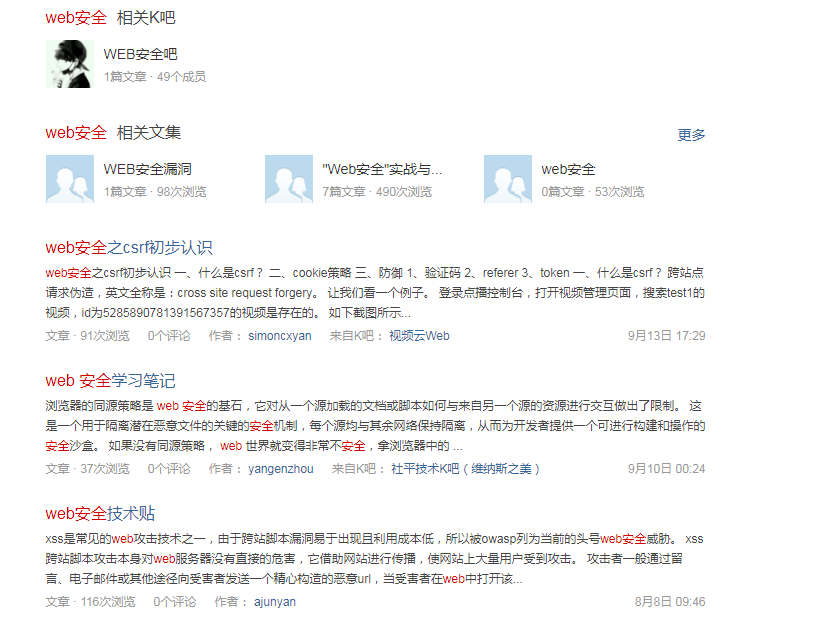 web安全 相关K吧
WEB安全吧
1篇文章 · 49个成员
web安全 相关文集
更多
WEB安全漏洞
1篇文章 · 98次浏览
"Web安全"实战与...
7篇文章 · 490次浏览
web安全
0篇文章 · 53次浏览
web安全之csrf初步认识
web安全之csrf初步认识 一、什么是csrf？ 二、cookie策略 三、防御 1、验证码 2、referer 3、token 一、什么是csrf？ 跨站点
请求伪造，英文全称是：cross site request forgery。 让我们看一个例子。 登录点播控制台，打开视频管理页面，搜索test1的
视频，id为5285890781391567357的视频是存在的。 如下截图所示...
文章 · 91次浏览 0个评论 作者： simoncxyan 来自K吧： 视频云Web 9月13日 17:29
web 安全学习笔记
浏览器的同源策略是 web 安全的基石，它对从一个源加载的文档或脚本如何与来自另一个源的资源进行交互做出了限制。 这
是一个用于隔离潜在恶意文件的关键的安全机制，每个源均与其余网络保持隔离，从而为开发者提供一个可进行构建和操作的
安全沙盒。 如果没有同源策略， web 世界就变得非常不安全，拿浏览器中的 ...
文章 · 37次浏览 0个评论 作者： yangenzhou 来自K吧： 社平技术K吧（维纳斯之美） 9月10日 00:24
web安全技术贴
xss是常见的web攻击技术之一，由于跨站脚本漏洞易于出现且利用成本低，所以被owasp列为当前的头号web安全威胁。 xss
跨站脚本攻击本身对web服务器没有直接的危害，它借助网站进行传播，使网站上大量用户受到攻击。 攻击者一般通过留
言、电子邮件或其他途径向受害者发送一个精心构造的恶意url，当受害者在web中打开该...
文章 · 116次浏览 0个评论 作者： ajunyan 8月8日 09:46